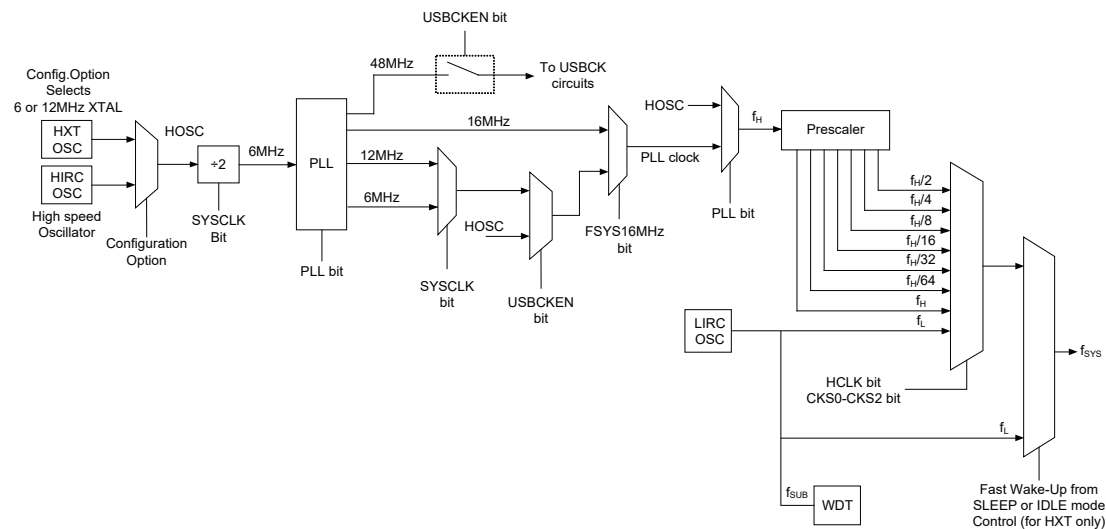 USBCKEN bit
48MHz
To USBCK
circuits
Config.Option
Selects
6 or 12MHz XTAL
HXT
OSC
HOSC
HIRC
OSC
High speed
Oscillator
Configuration
Option
÷2
SYSCLK
Bit
6MHz
PLL
PLL bit
16MHz
12MHz
6MHz
HOSC
SYSCLK
bit
USBCKEN
bit
FSYS16MHz
bit
PLL clock
HOSC
PLL bit
fH
Prescaler
fH/2
fH/4
fH/8
fH/16
fH/32
fH/64
fH
fL
LIRC
OSC
HCLK bit
CKS0-CKS2 bit
fL
fSYS
fSUB
WDT
Fast Wake-Up from
SLEEP or IDLE mode
Control (for HXT only)